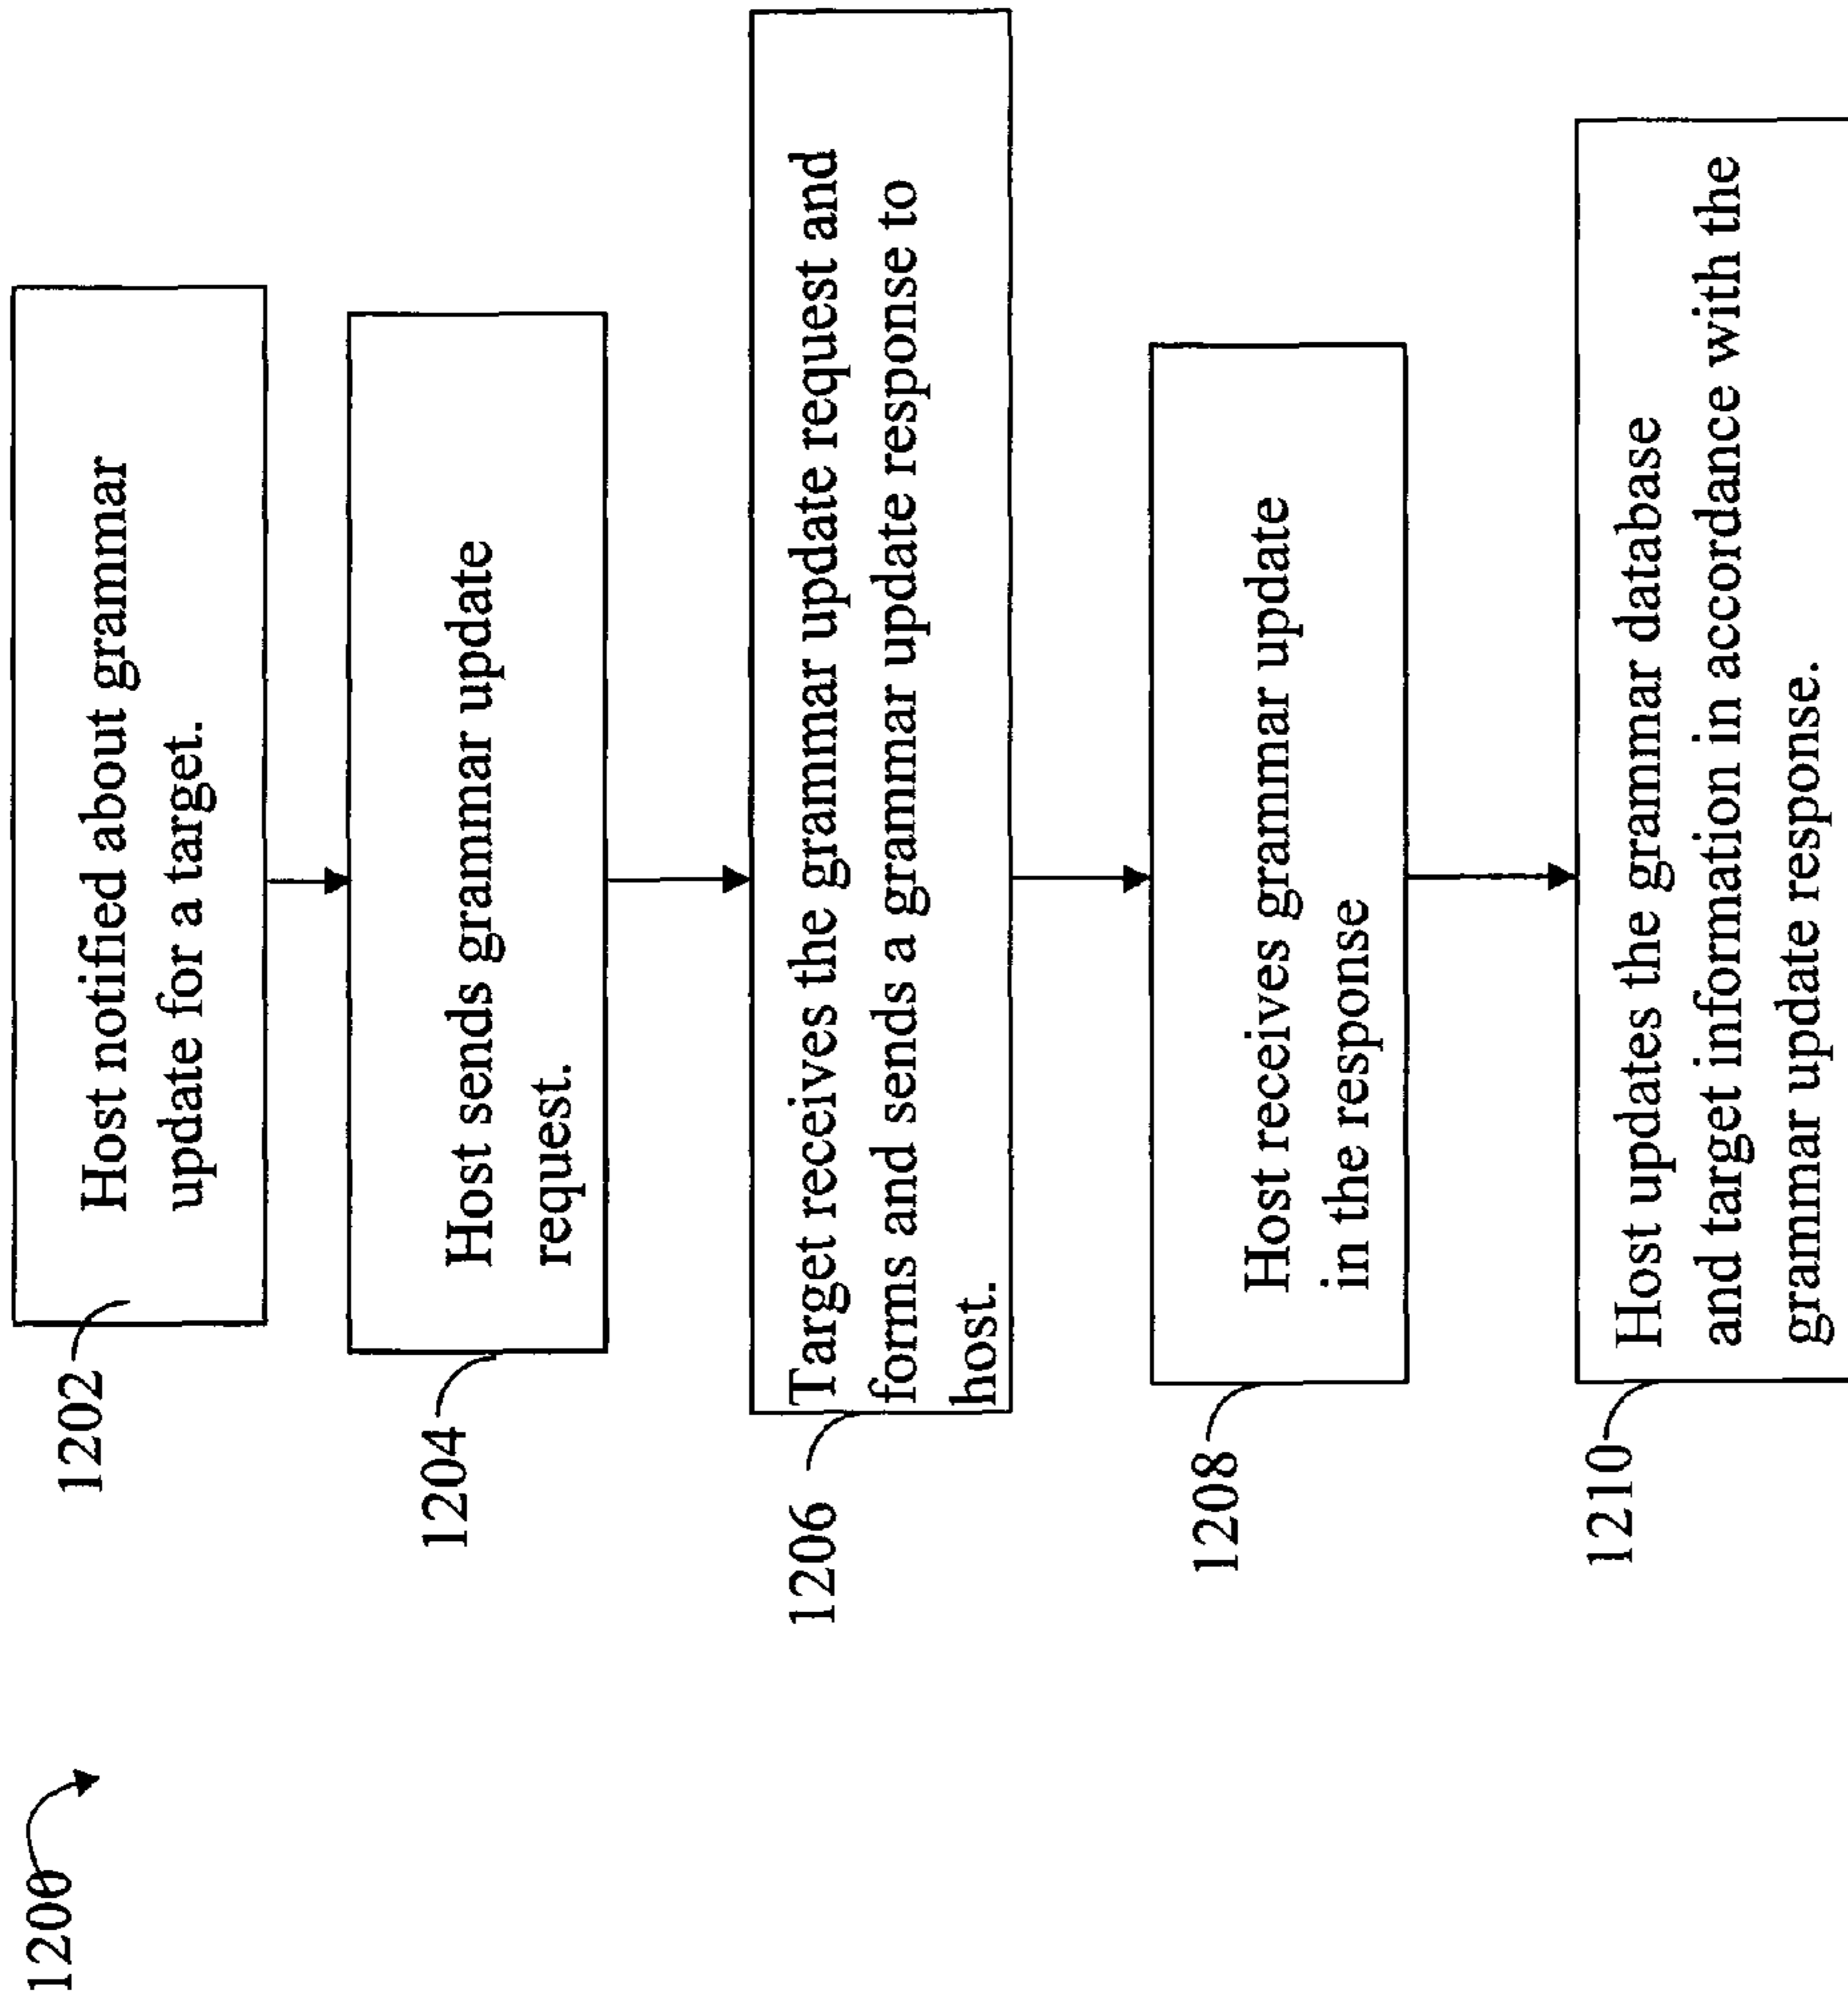 1200
1202
Host notified about grammar
update for a target.
1204
Host sends grammar update
request.
1206
Target receives the grammar update request and
forms and sends a grammar update response to
host.
1208
Host receives grammar update
in the response
1210
Host updates the grammar database
and target information in accordance with the
grammar update response.